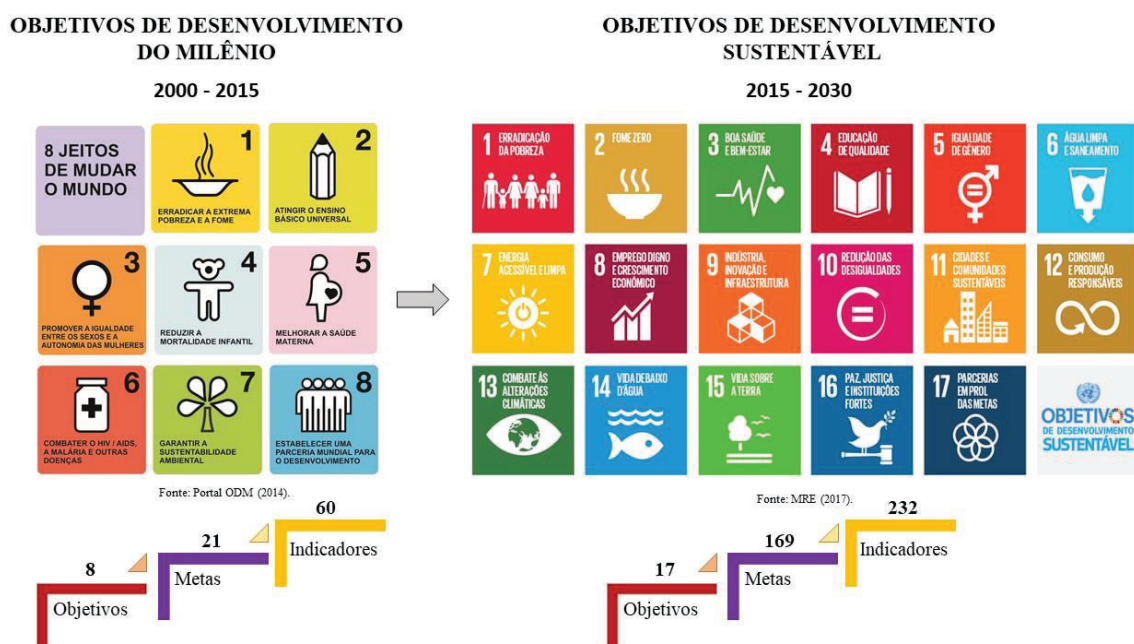 OBJETIVOS DE DESENVOLVIMENTO
DO MILÊNIO
2000 - 2015
8 JEITOS
DE MUDAR
O MUNDO
1
ERRADICAR A EXTREMA
POBREZA E A FOME
2
ATINGIR O ENSINO
BÁSICO UNIVERSAL
3
PROMOVER A IGUALDADE
ENTRE OS SEXOS E A
AUTONOMIA DAS MULHERES
4
REDUZIR A
MORTALIDADE INFANTIL
5
MELHORAR A SAÚDE
MATERNA
6
COMBATER O HIV / AIDS,
A MALÁRIA E OUTRAS
DOENÇAS
7
GARANTIR A
SUSTENTABILIDADE
AMBIENTAL
8
ESTABELECER UMA
PARCERIA MUNDIAL PARA
O DESENVOLVIMENTO
Fonte: Portal ODM (2014).
8
Objetivos
21
Metas
60
Indicadores
OBJETIVOS DE DESENVOLVIMENTO
SUSTENTÁVEL
2015 - 2030
1 ERRADICAÇÃO
DA POBREZA
2 FOME ZERO
3 BOA SAÚDE
E BEM-ESTAR
4 EDUCAÇÃO
DE QUALIDADE
5 IGUALDADE
DE GÊNERO
6 ÁGUA LIMPA
E SANEAMENTO
7 ENERGIA
ACESSÍVEL E LIMPA
8 EMPREGO DIGNO
E CRESCIMENTO
ECONÔMICO
9 INDÚSTRIA,
INOVAÇÃO E
INFRAESTRUTURA
10 REDUÇÃO DAS
DESIGUALDADES
11 CIDADES E
COMUNIDADES
SUSTENTÁVEIS
12 CONSUMO
E PRODUÇÃO
RESPONSÁVEIS
13 COMBATE ÀS
ALTERAÇÕES
CLIMÁTICAS
14 VIDA DEBAIXO
D'ÁGUA
15 VIDA SOBRE
A TERRA
16 PAZ, JUSTIÇA
E INSTITUIÇÕES
FORTES
17 PARCERIAS
EM PROL
DAS METAS
OBJETIVOS
DE DESENVOLVIMENTO
SUSTENTÁVEL
Fonte: MRE (2017).
17
Objetivos
169
Metas
232
Indicadores